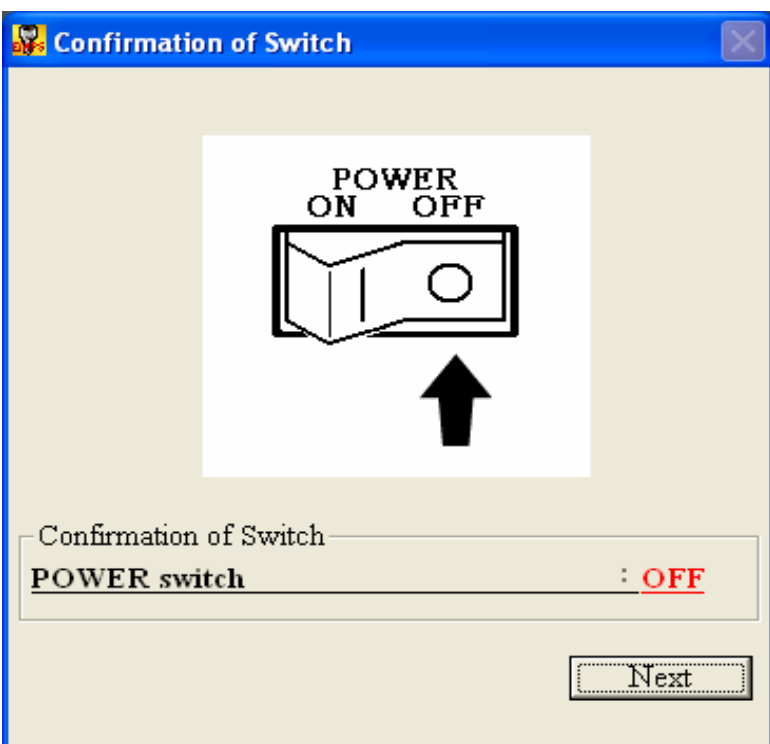 Confirmation of Switch
POWER
ON OFF
Confirmation of Switch
POWER switch : OFF
Next